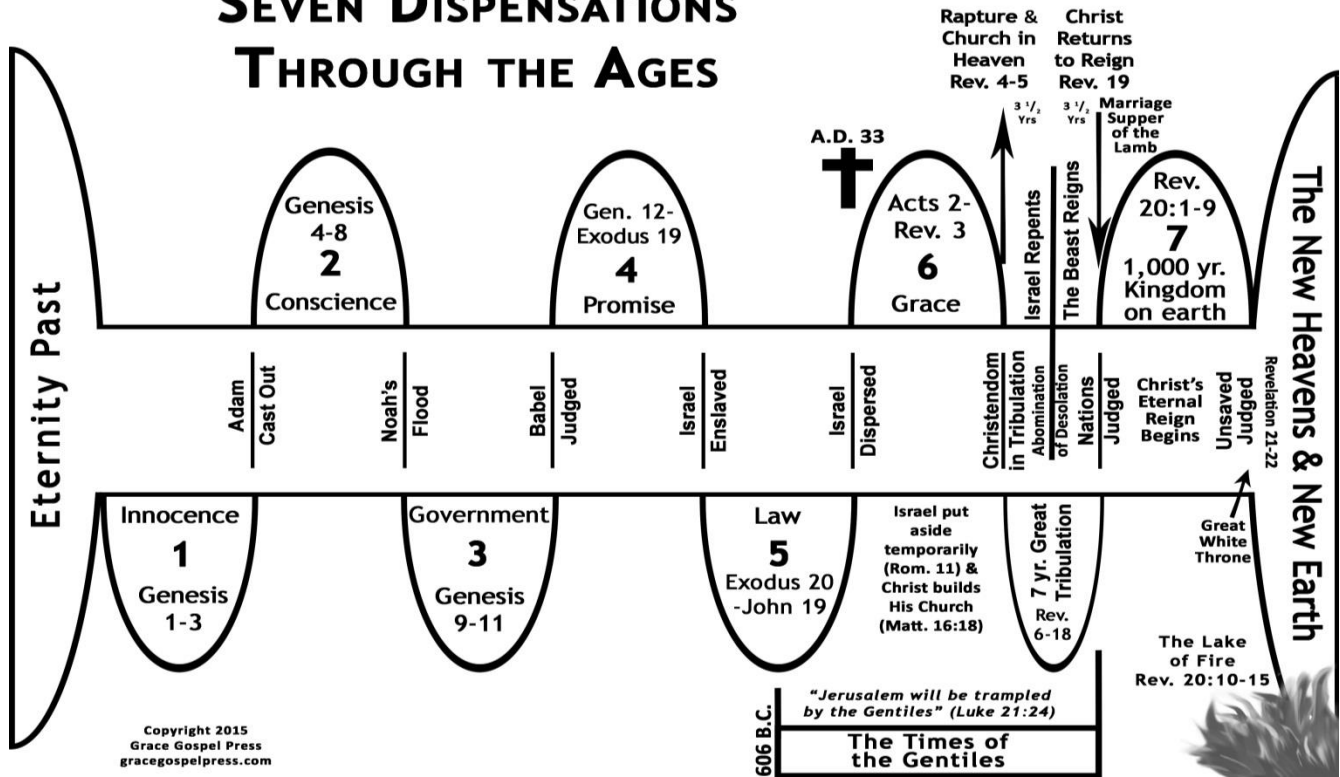 SEVEN DISPENSATIONS
THROUGH THE AGES
Rapture &
Church in
Heaven
Rev. 4-5
Christ
Returns
to Reign
Rev. 19
3 1/2
Yrs
3 1/2
Yrs
Marriage
Supper
of the
Lamb
A.D. 33
Eternity Past
Genesis
4-8
2
Conscience
Gen. 12-
Exodus 19
4
Promise
Acts 2-
Rev. 3
6
Grace
Israel Repents
The Beast Reigns
Rev.
20:1-9
7
1,000 yr.
Kingdom
on earth
The New Heavens & New Earth
Adam
Cast Out
Noah's
Flood
Babel
Judged
Israel
Enslaved
Israel
Dispersed
Christendom
in Tribulation
Abomination
of Desolation
Nations
Judged
Christ's
Eternal
Reign
Begins
Unsaved
Judged
Revelation 21-22
Innocence
1
Genesis
1-3
Government
3
Genesis
9-11
Law
5
Exodus 20
-John 19
Israel put
aside
temporarily
(Rom. 11) &
Christ builds
His Church
(Matt. 16:18)
7 yr. Great
Tribulation
Rev.
6-18
Great
White
Throne
The Lake
of Fire
Rev. 20:10-15
606 B.C.
"Jerusalem will be trampled
by the Gentiles" (Luke 21:24)
The Times of
the Gentiles
Copyright 2015
Grace Gospel Press
gracegospelpress.com